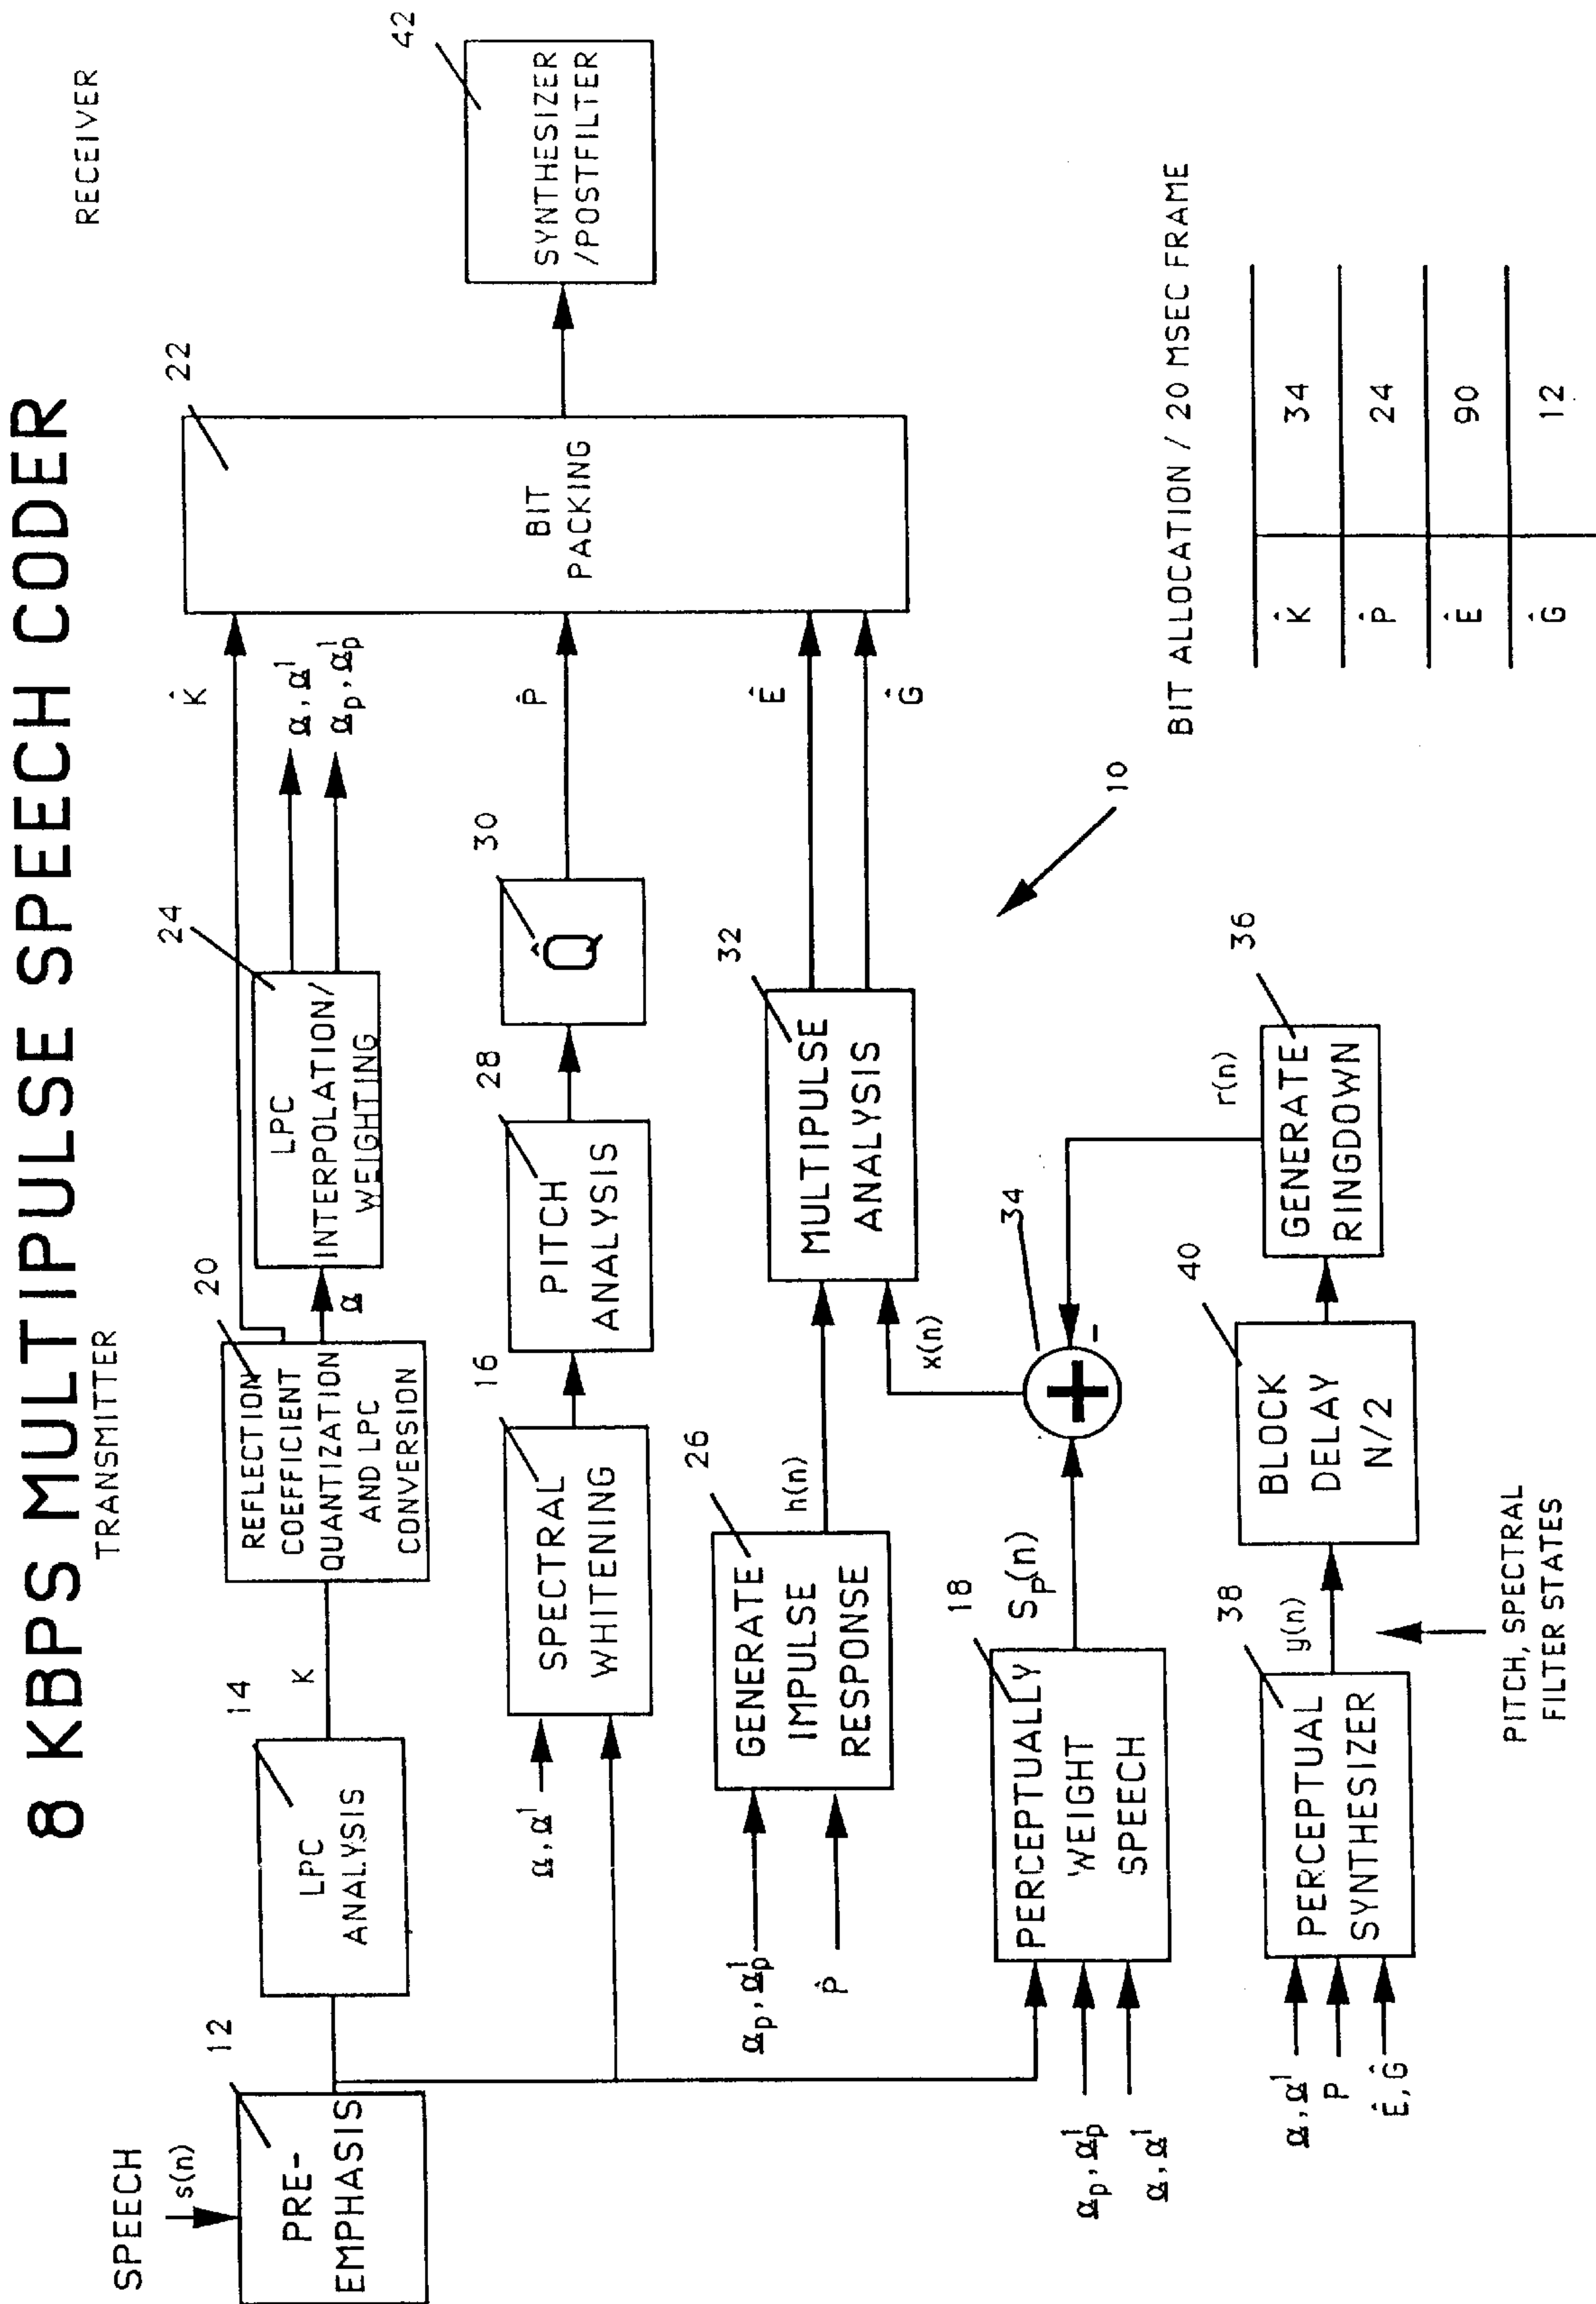 8 KBPS MULTIPULSE SPEECH CODER
TRANSMITTER
RECEIVER
SPEECH
s(n)
12
PRE-
EMPHASIS
14
LPC
ANALYSIS
K
20
REFLECTION
COEFFICIENT
QUANTIZATION
AND LPC
CONVERSION
α
24
LPC
INTERPOLATION/
WEIGHTING
K̂
α, α¹
αp, α¹p
22
BIT
PACKING
42
SYNTHESIZER
/POSTFILTER
α, α¹
16
SPECTRAL
WHITENING
28
PITCH
ANALYSIS
30
Q̂
P̂
αp, α¹p
P̂
26
GENERATE
IMPULSE
RESPONSE
h(n)
32
MULTIPULSE
ANALYSIS
Ê
Ĝ
x(n)
αp, α¹p
α, α¹
18
PERCEPTUALLY
WEIGHT
SPEECH
Sp(n)
34
+
-
10
α, α¹
P
Ê, Ĝ
38
PERCEPTUAL
SYNTHESIZER
y(n)
40
BLOCK
DELAY
N/2
36
GENERATE
RINGDOWN
r(n)
PITCH, SPECTRAL
FILTER STATES
BIT ALLOCATION / 20 MSEC FRAME
K̂ 34
P̂ 24
Ê 90
Ĝ 12